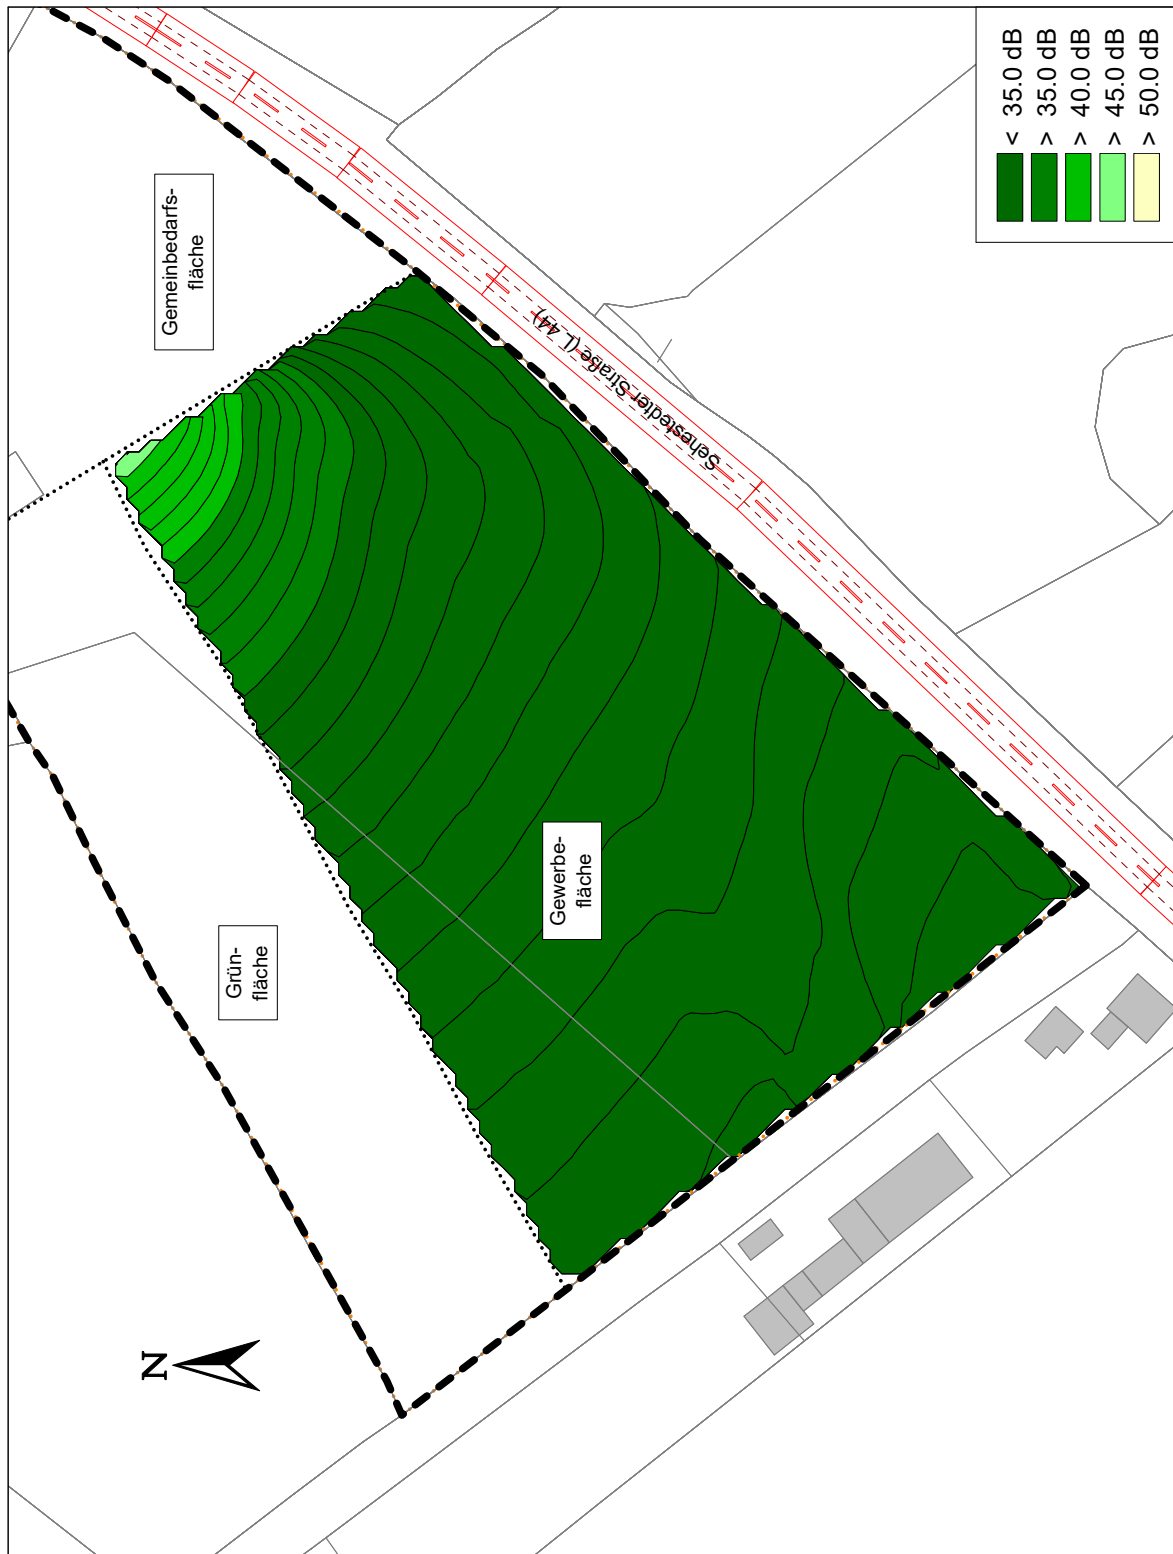 Gemeinbedarfs-
fläche
Sehestedter Straße (L 44)
Grün-
fläche
Gewerbe-
fläche
N
< 35.0 dB
> 35.0 dB
> 40.0 dB
> 45.0 dB
> 50.0 dB